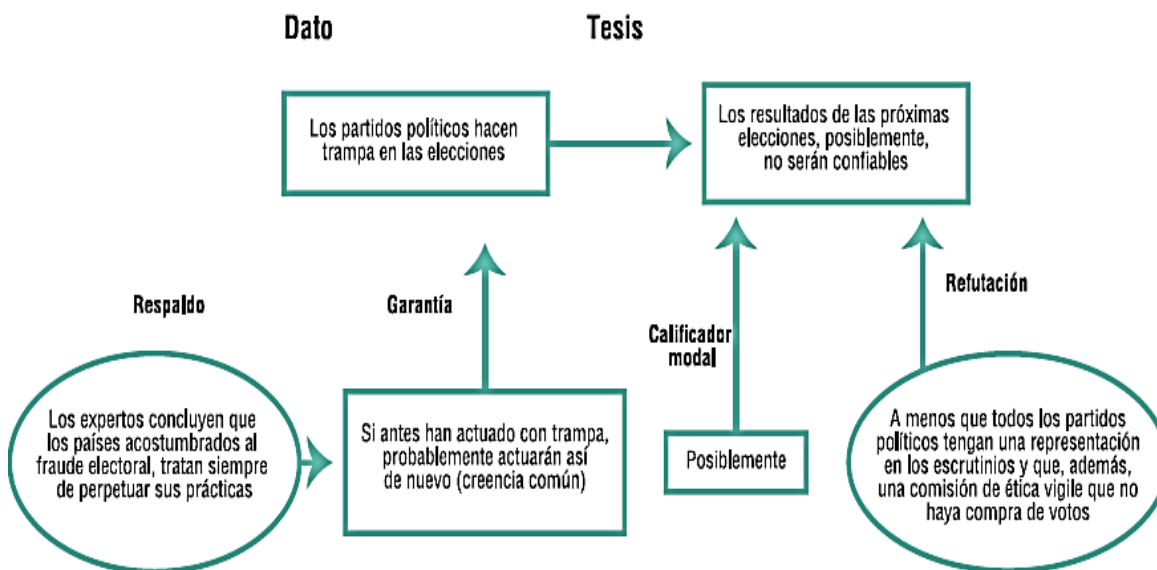 Dato
Tesis
Los partidos políticos hacen
trampa en las elecciones
Los resultados de las próximas
elecciones, posiblemente,
no serán confiables
Respaldo
Garantía
Calificador
modal
Refutación
Los expertos concluyen que
los países acostumbrados al
fraude electoral, tratan siempre
de perpetuar sus prácticas
Si antes han actuado con trampa,
probablemente actuarán así
de nuevo (creencia común)
Posiblemente
A menos que todos los partidos
políticos tengan una representación
en los escrutinios y que, además,
una comisión de ética vigile que no
haya compra de votos